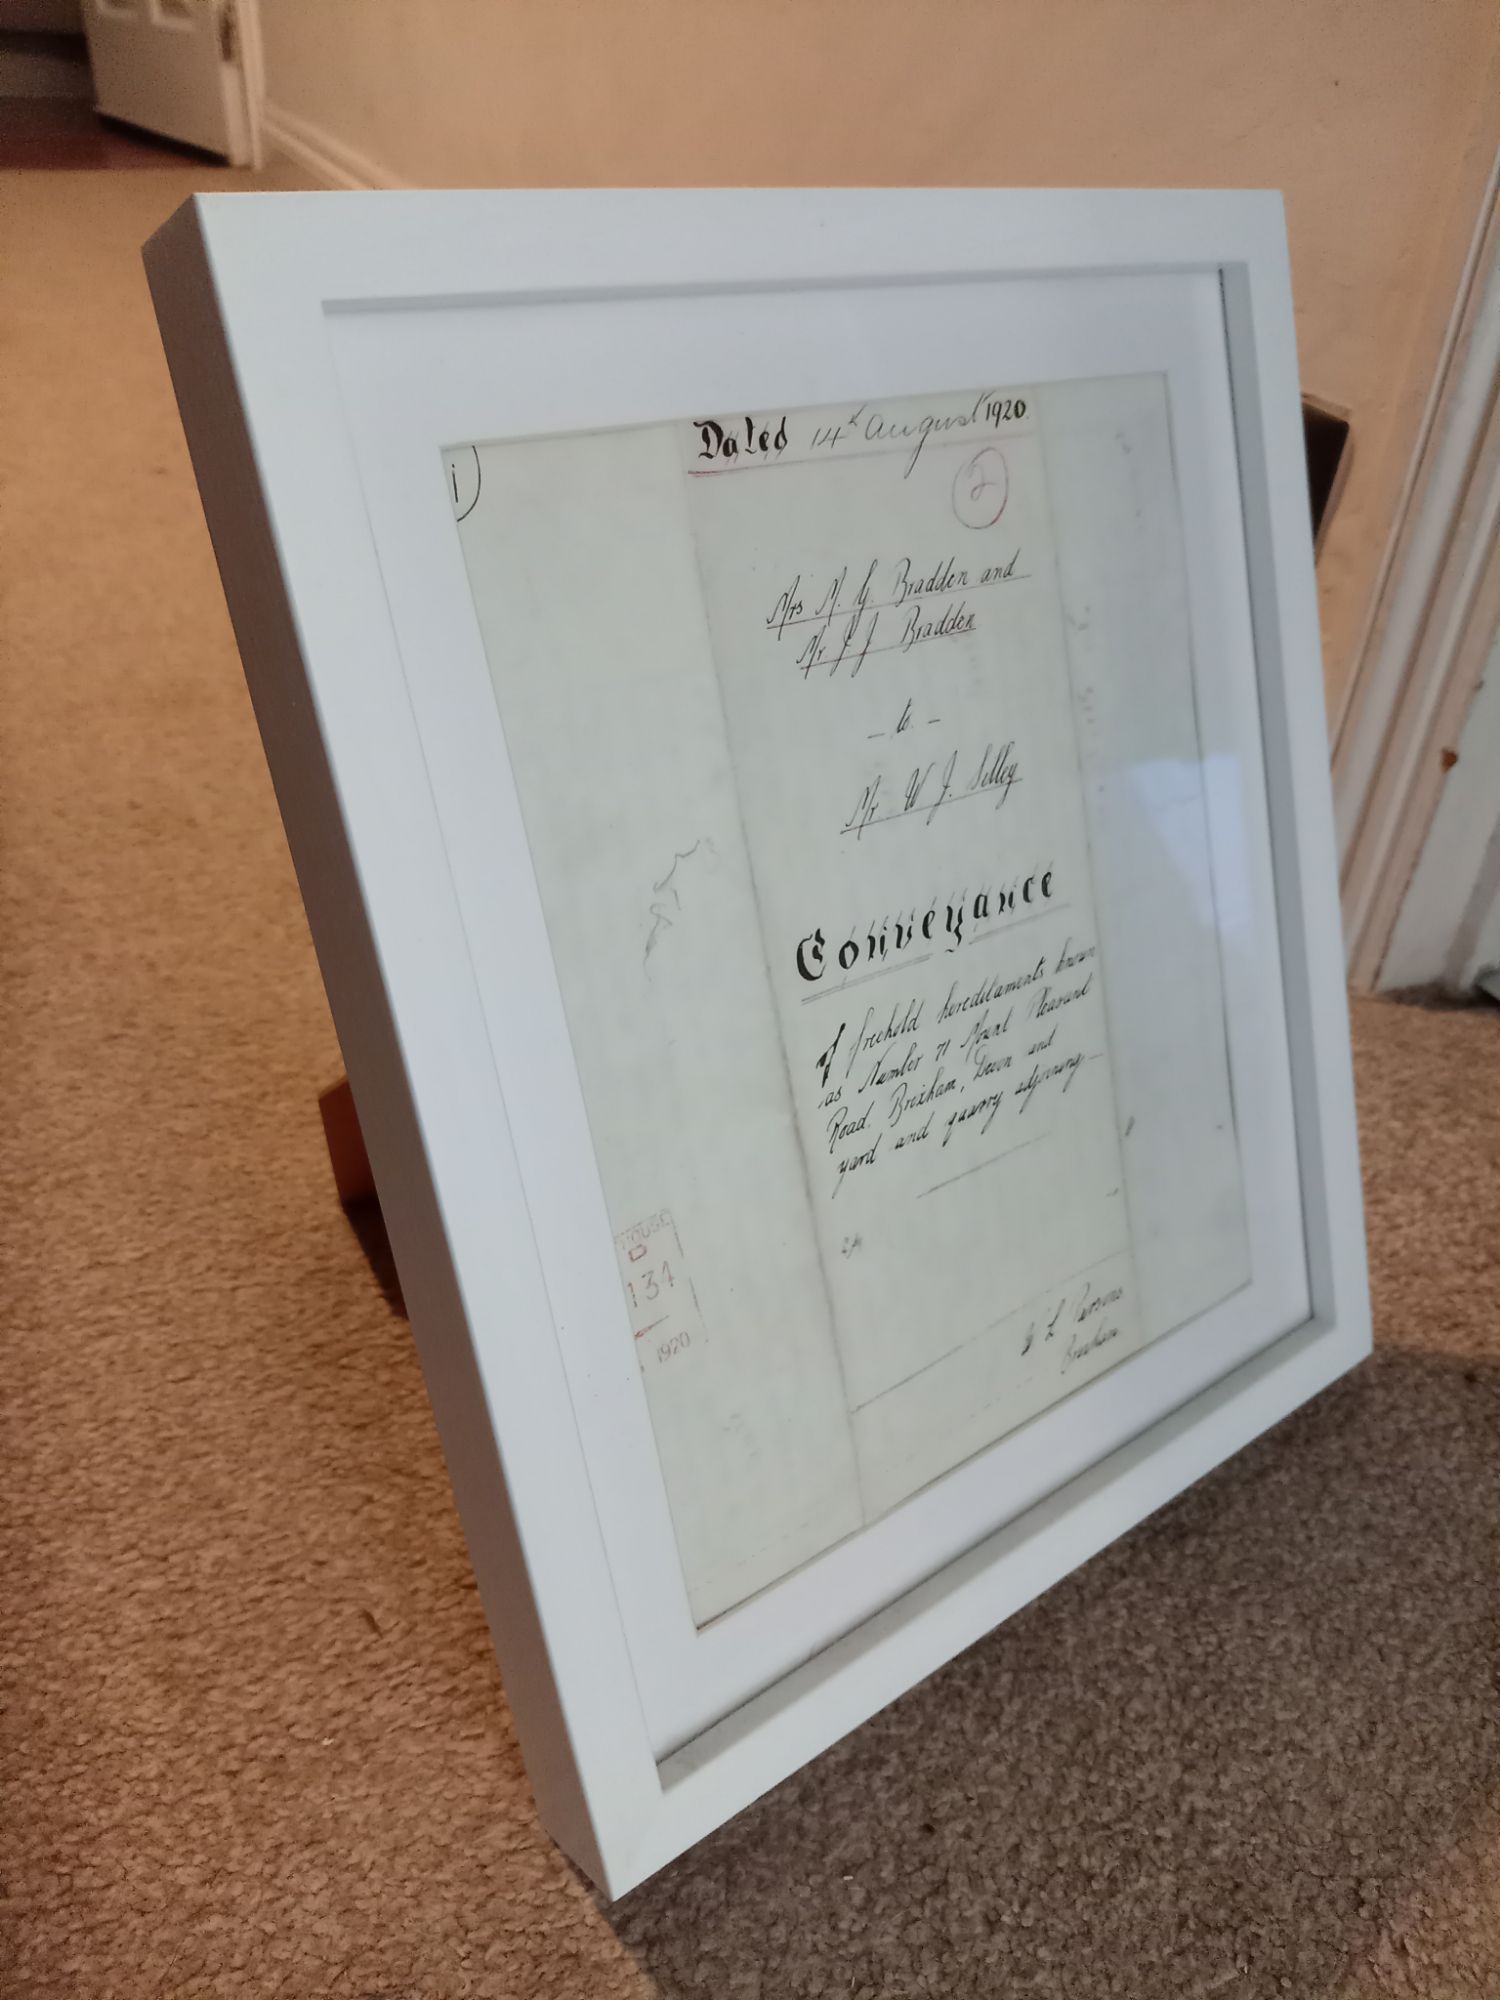 Dated 14th August 1920
i
2
Mrs M. G. Bradden and
Mr J J Bradden
– to –
Mr W J. Selley
Conveyance
of freehold hereditaments known
as Number 71 Mount Pleasant
Road, Brixham, Devon and
yard and quarry adjoining
D
134
1920
L Parsons
Brixham